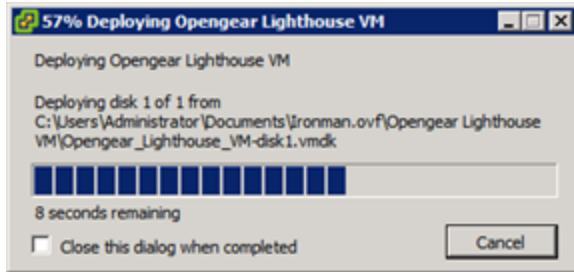 57% Deploying Opengear Lighthouse VM
Deploying Opengear Lighthouse VM
Deploying disk 1 of 1 from
C:\Users\Administrator\Documents\Ironman.ovf\Opengear Lighthouse
VM\Opengear_Lighthouse_VM-disk1.vmdk
8 seconds remaining
Close this dialog when completed
Cancel